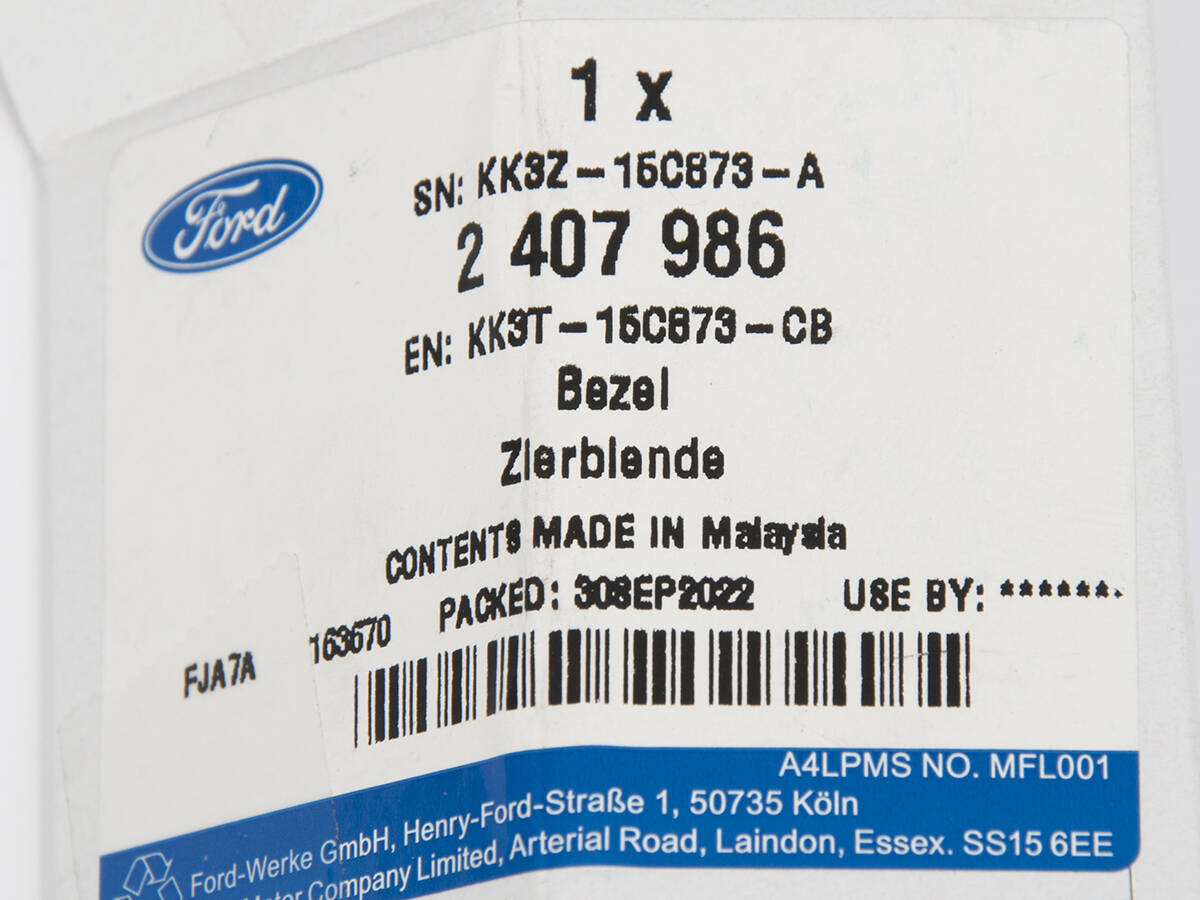 1 x
Ford
SN: KK3Z-15C873-A
2 407 986
EN: KK3T-15C873-CB
Bezel
Zierblende
CONTENTS MADE IN Malaysia
PACKED: 30SEP2022 USE BY: ******.
FJA7A 163670
A4LPMS NO. MFL001
Ford-Werke GmbH, Henry-Ford-Straße 1, 50735 Köln
Motor Company Limited, Arterial Road, Laindon, Essex. SS15 6EE